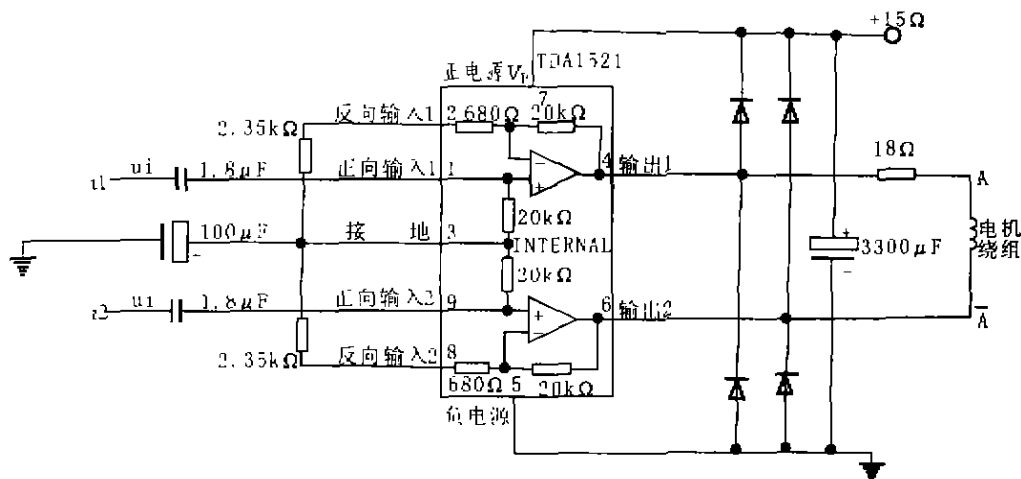 +15Ω
TDA1521
正电源V
7
反向输入1 2 680Ω 20kΩ
2.35kΩ
ui 1.8μF 正向输入1 1
4 输出1
18Ω
A
20kΩ
100μF 接地 3
INTERNAL
3300μF
电机
绕组
20kΩ
ui 1.8μF 正向输入2 9
6 输出2
A
2.35kΩ
反向输入2 8
680Ω 5 20kΩ
负电源